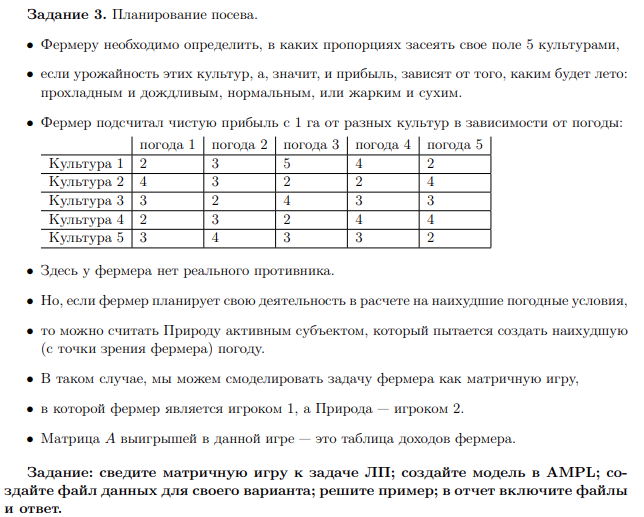 Задание 3. Планирование посева.
• Фермеру необходимо определить, в каких пропорциях засеять свое поле 5 культурами,
• если урожайность этих культур, а, значит, и прибыль, зависят от того, каким будет лето:
прохладным и дождливым, нормальным, или жарким и сухим.
• Фермер подсчитал чистую прибыль с 1 га от разных культур в зависимости от погоды:
погода 1 погода 2 погода 3 погода 4 погода 5
Культура 1 2 3 5 4 2
Культура 2 4 3 2 2 4
Культура 3 3 2 4 3 3
Культура 4 2 3 2 4 4
Культура 5 3 4 3 3 2
• Здесь у фермера нет реального противника.
• Но, если фермер планирует свою деятельность в расчете на наихудшие погодные условия,
• то можно считать Природу активным субъектом, который пытается создать наихудшую
(с точки зрения фермера) погоду.
• В таком случае, мы можем смоделировать задачу фермера как матричную игру,
• в которой фермер является игроком 1, а Природа — игроком 2.
• Матрица A выигрышей в данной игре — это таблица доходов фермера.
Задание: сведите матричную игру к задаче ЛП; создайте модель в AMPL; со-
здайте файл данных для своего варианта; решите пример; в отчет включите файлы
и ответ.